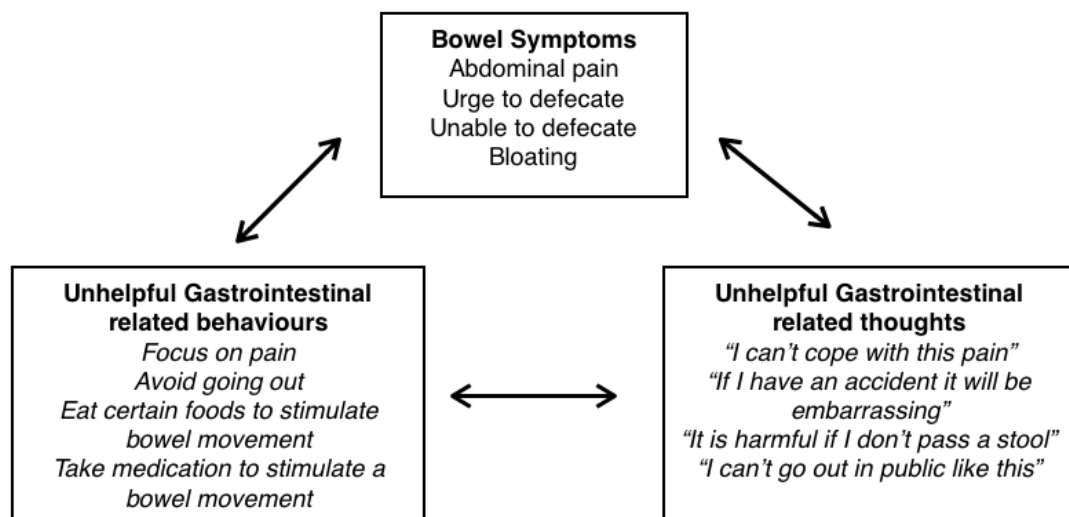 Bowel Symptoms
Abdominal pain
Urge to defecate
Unable to defecate
Bloating
Unhelpful Gastrointestinal
related behaviours
Focus on pain
Avoid going out
Eat certain foods to stimulate
bowel movement
Take medication to stimulate a
bowel movement
Unhelpful Gastrointestinal
related thoughts
“I can’t cope with this pain”
“If I have an accident it will be
embarrassing”
“It is harmful if I don’t pass a stool”
“I can’t go out in public like this”